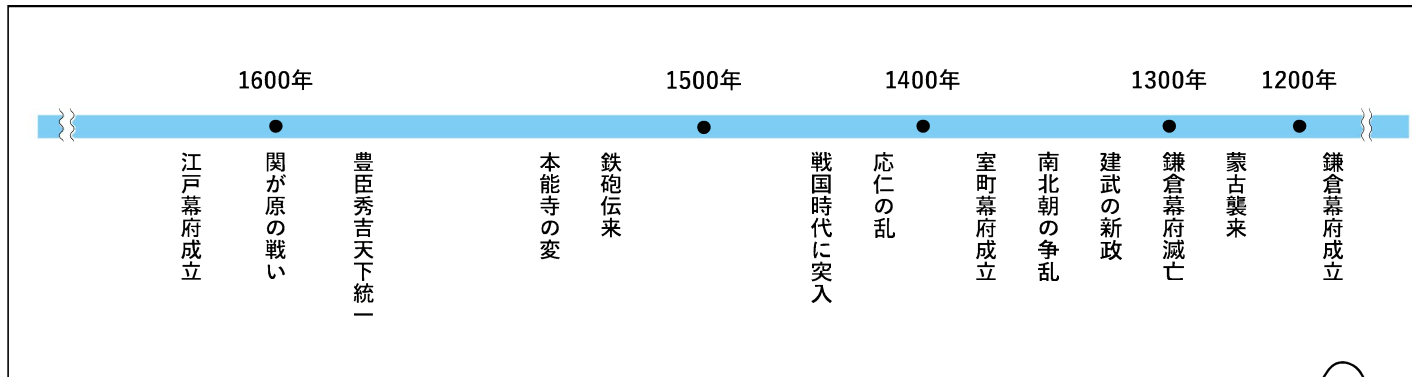 1600年
1500年
1400年
1300年
1200年
鎌倉幕府成立
蒙古襲来
鎌倉幕府滅亡
建武の新政
南北朝の争乱
室町幕府成立
応仁の乱
戦国時代に突入
鉄砲伝来
本能寺の変
豊臣秀吉天下統一
関が原の戦い
江戸幕府成立